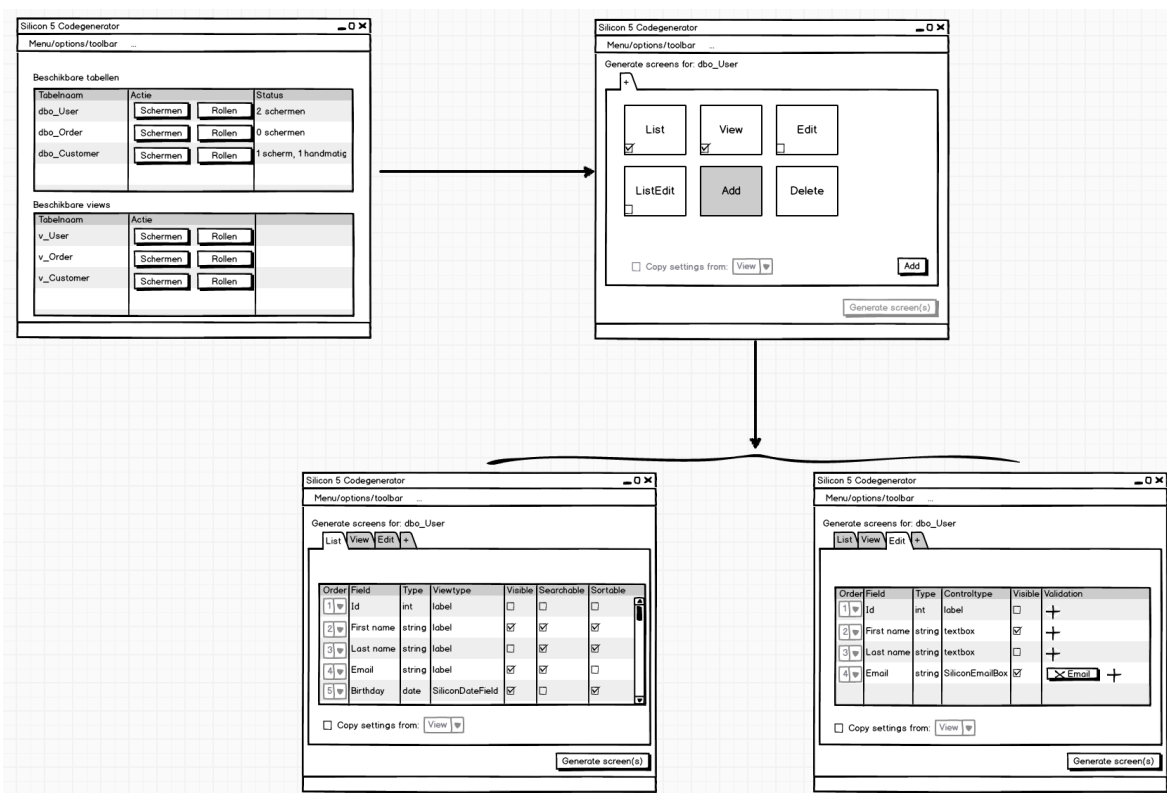 Silicon 5 Codegenerator
Menu/options/toolbar ...
Beschikbare tabellen
Tabelnaam Actie Status
dbo_User Schermen Rollen 2 schermen
dbo_Order Schermen Rollen 0 schermen
dbo_Customer Schermen Rollen 1 scherm, 1 handmatig
Beschikbare views
Tabelnaam Actie
v_User Schermen Rollen
v_Order Schermen Rollen
v_Customer Schermen Rollen
Silicon 5 Codegenerator
Menu/options/toolbar ...
Generate screens for: dbo_User
+
List View Edit
ListEdit Add Delete
Copy settings from: View Add
Generate screen(s)
Silicon 5 Codegenerator
Menu/options/toolbar ...
Generate screens for: dbo_User
List View Edit +
Order Field Type Viewtype Visible Searchable Sortable
1 Id int label
2 First name string label
3 Last name string label
4 Email string label
5 Birthday date SiliconDateField
Copy settings from: View
Generate screen(s)
Silicon 5 Codegenerator
Menu/options/toolbar ...
Generate screens for: dbo_User
List View Edit +
Order Field Type Controltype Visible Validation
1 Id int label
2 First name string textbox
3 Last name string textbox
4 Email string SiliconEmailBox Email
Copy settings from: View
Generate screen(s)